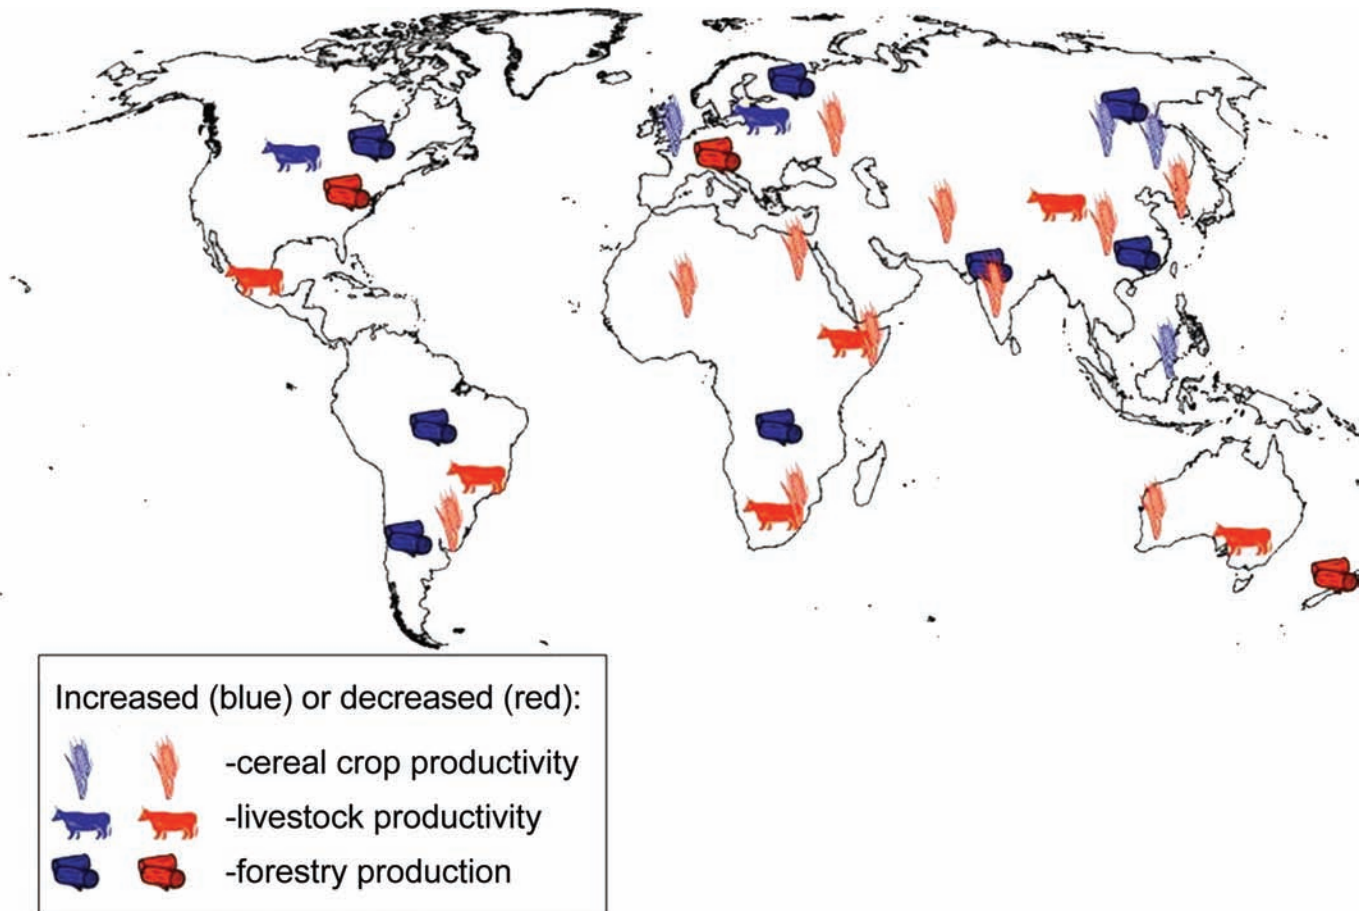 Increased (blue) or decreased (red):
-cereal crop productivity
-livestock productivity
-forestry production